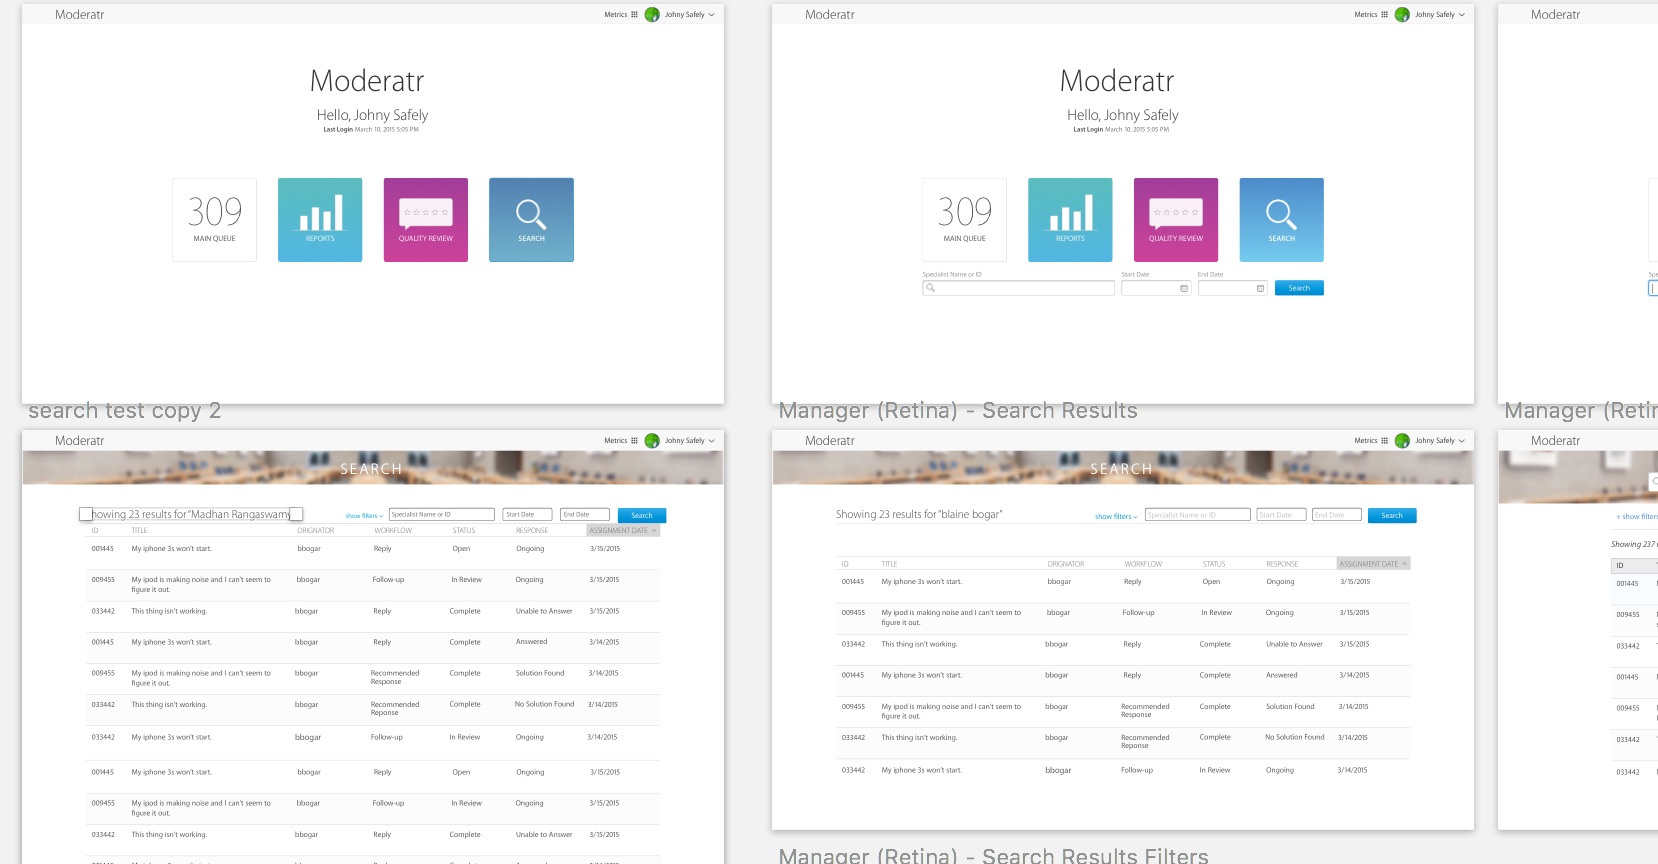 Moderatr Metrics Johny Safely
Moderatr
Hello, Johny Safely
Last Login March 10, 2015 5:05 PM
309
MAIN QUEUE REPORTS QUALITY REVIEW SEARCH
Moderatr Metrics Johny Safely
Moderatr
Hello, Johny Safely
Last Login March 10, 2015 5:05 PM
309
MAIN QUEUE REPORTS QUALITY REVIEW SEARCH
Specialist Name or ID Start Date End Date
Search
Moderatr
Spe
search test copy 2
Manager (Retina) - Search Results
Manager (Retin
Moderatr Metrics Johny Safely
SEARCH
howing 23 results for "Madhan Rangaswamy show filters Specialist Name or ID Start Date End Date Search
ID TITLE ORIGNATOR WORKFLOW STATUS RESPONSE ASSIGNMENT DATE
001445 My iphone 3s won't start. bbogar Reply Open Ongoing 3/15/2015
009455 My ipod is making noise and I can't seem to bbogar Follow-up In Review Ongoing 3/15/2015
figure it out.
033442 This thing isn't working. bbogar Reply Complete Unable to Answer 3/15/2015
001445 My iphone 3s won't start. bbogar Reply Complete Answered 3/14/2015
009455 My ipod is making noise and I can't seem to bbogar Recommended Complete Solution Found 3/14/2015
figure it out. Response
033442 This thing isn't working. bbogar Recommended Complete No Solution Found 3/14/2015
Reponse
033442 My iphone 3s won't start. bbogar Follow-up In Review Ongoing 3/14/2015
001445 My iphone 3s won't start. bbogar Reply Open Ongoing 3/15/2015
009455 My ipod is making noise and I can't seem to bbogar Follow-up In Review Ongoing 3/15/2015
figure it out.
033442 This thing isn't working. bbogar Reply Complete Unable to Answer 3/15/2015
Moderatr Metrics Johny Safely
SEARCH
Showing 23 results for "blaine bogar" show filters Specialist Name or ID Start Date End Date Search
ID TITLE ORIGNATOR WORKFLOW STATUS RESPONSE ASSIGNMENT DATE
001445 My iphone 3s won't start. bbogar Reply Open Ongoing 3/15/2015
009455 My ipod is making noise and I can't seem to bbogar Follow-up In Review Ongoing 3/15/2015
figure it out.
033442 This thing isn't working. bbogar Reply Complete Unable to Answer 3/15/2015
001445 My iphone 3s won't start. bbogar Reply Complete Answered 3/14/2015
009455 My ipod is making noise and I can't seem to bbogar Recommended Complete Solution Found 3/14/2015
figure it out. Response
033442 This thing isn't working. bbogar Recommended Complete No Solution Found 3/14/2015
Reponse
033442 My iphone 3s won't start. bbogar Follow-up In Review Ongoing 3/14/2015
Manager (Retina) - Search Results Filters
Moderatr
+ show filters
Showing 237
ID
001445
009455
033442
001445
009455
033442
033442